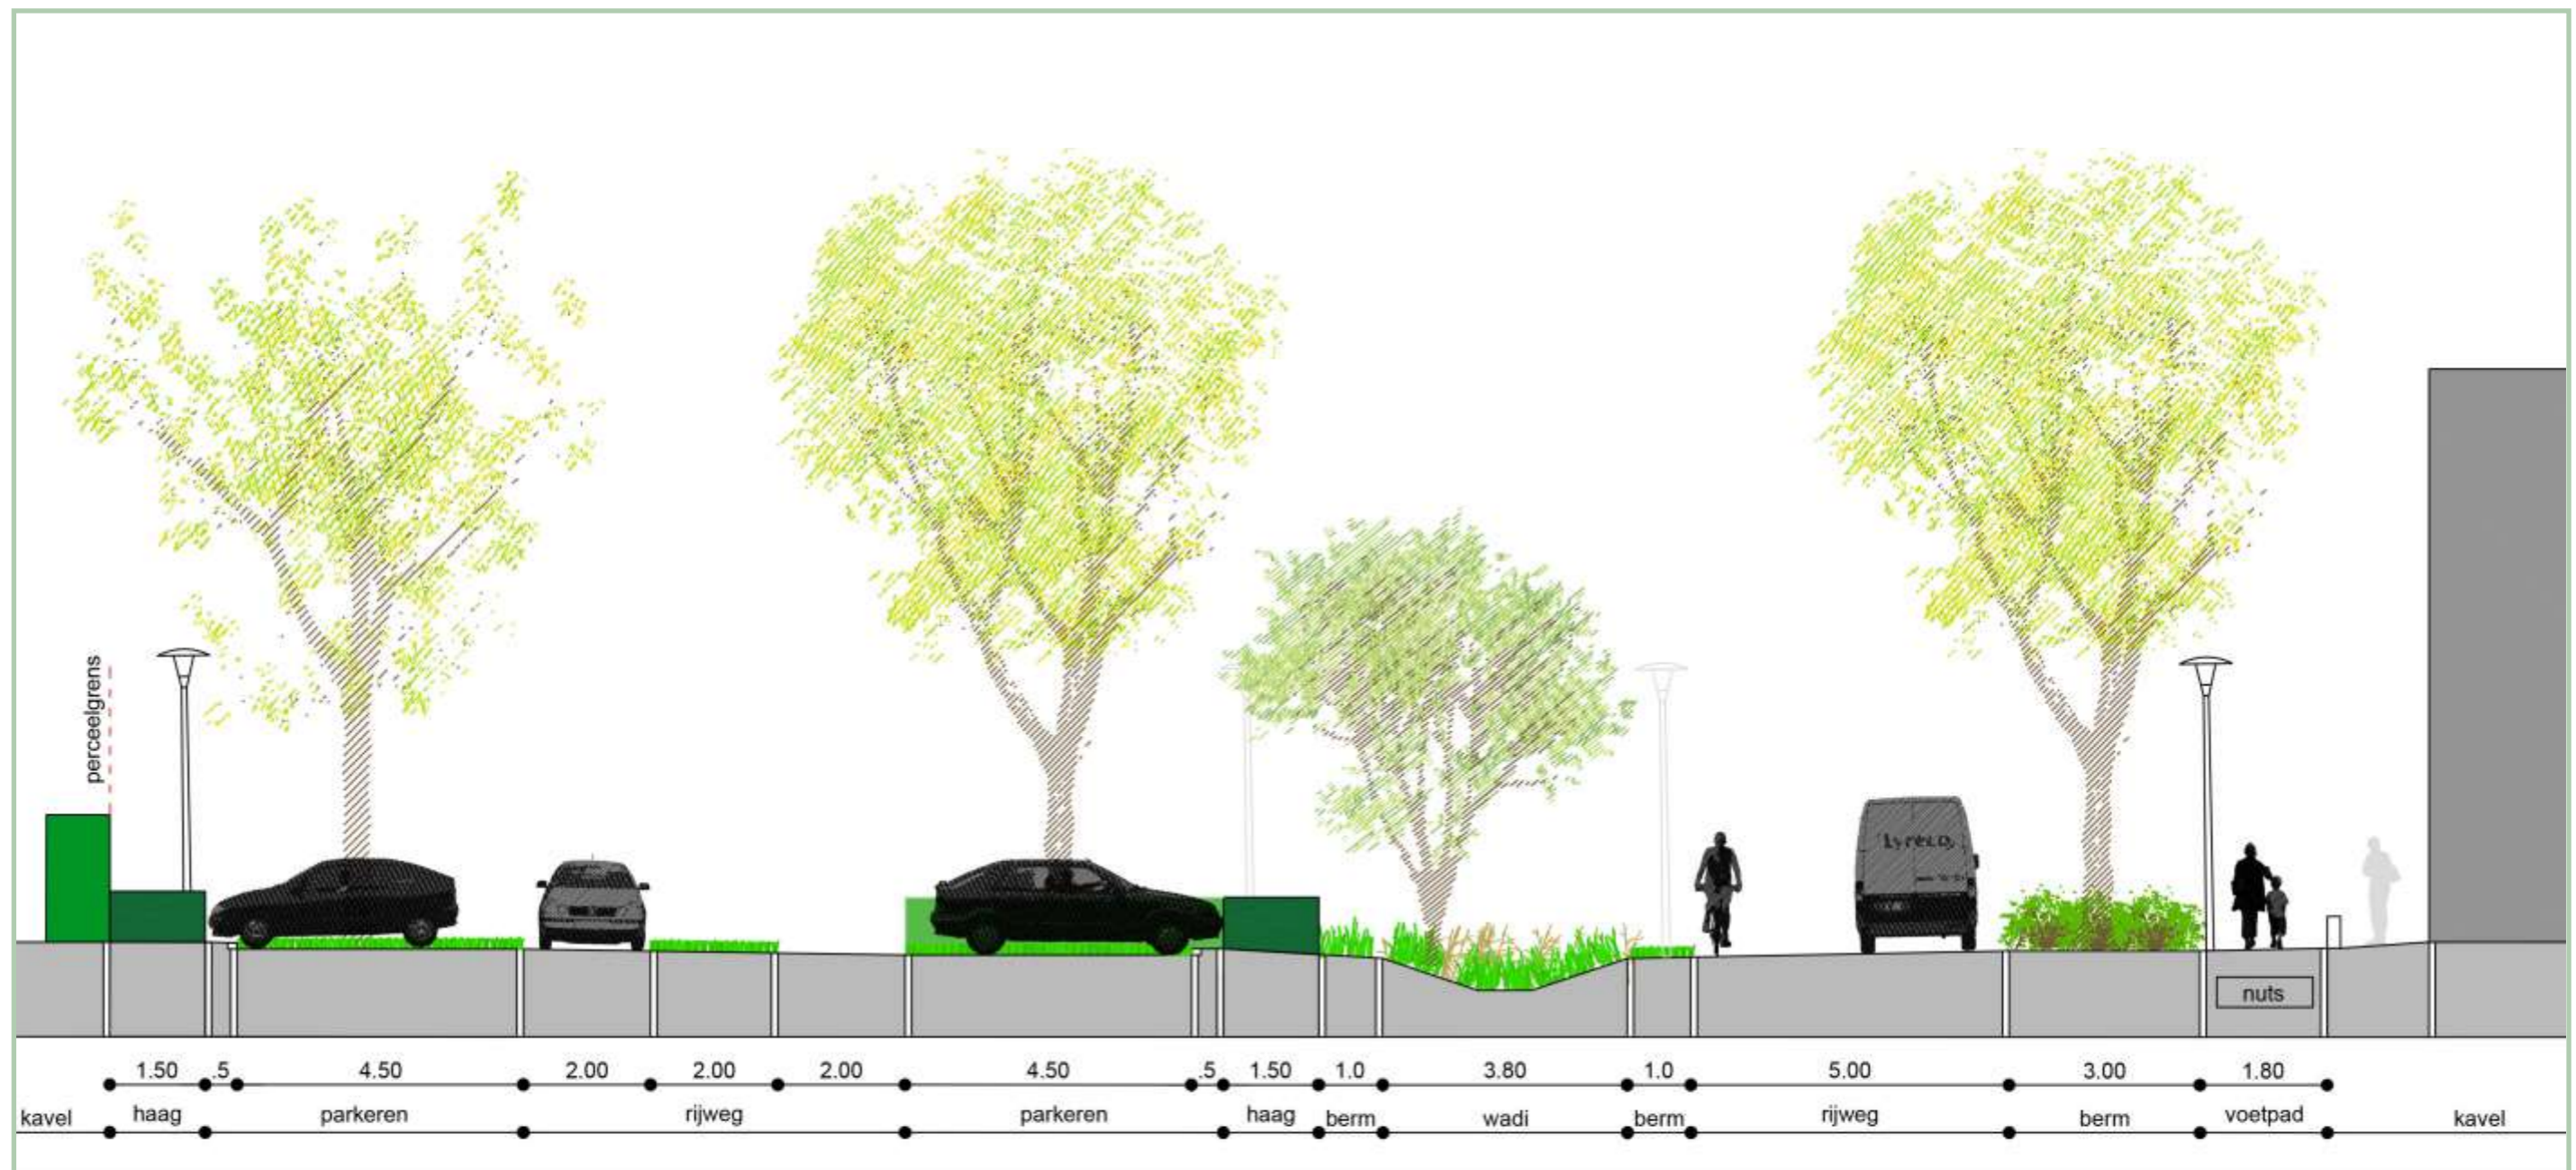 perceelgrens
nuts
1.50 .5 4.50 2.00 2.00 2.00 4.50 .5 1.50 1.0 3.80 1.0 5.00 3.00 1.80
kavel haag parkeren rijweg parkeren haag berm wadi berm rijweg berm voetpad kavel